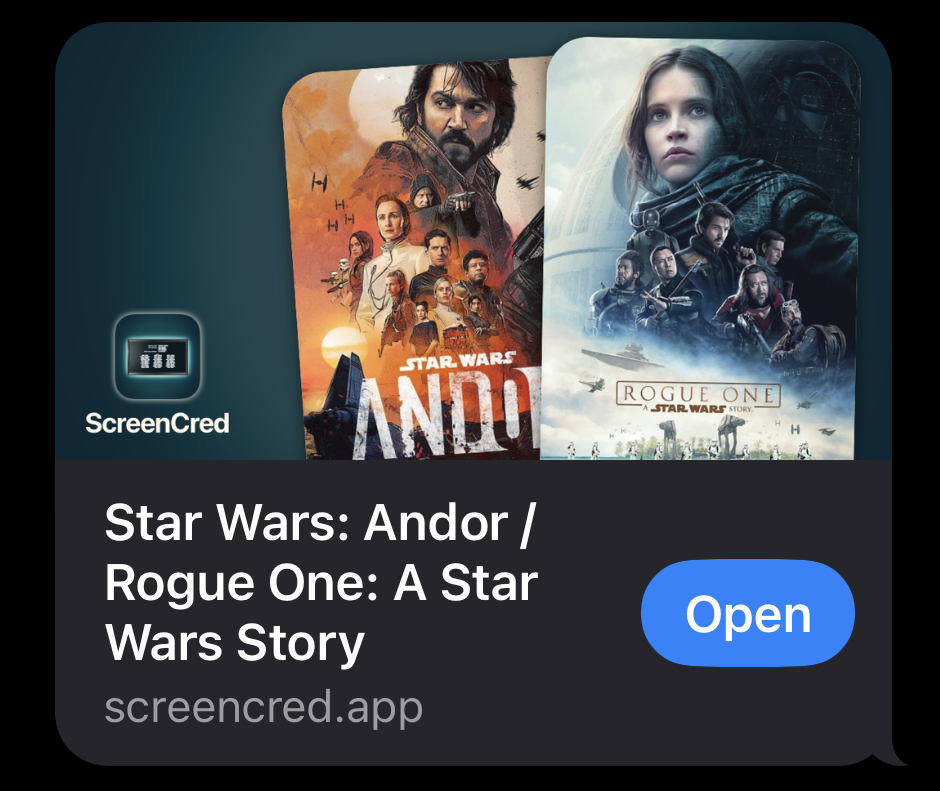 STAR WARS
ANDO
ROGUE ONE
A STAR WARS STORY
ScreenCred
Star Wars: Andor /
Rogue One: A Star
Wars Story
screencred.app
Open